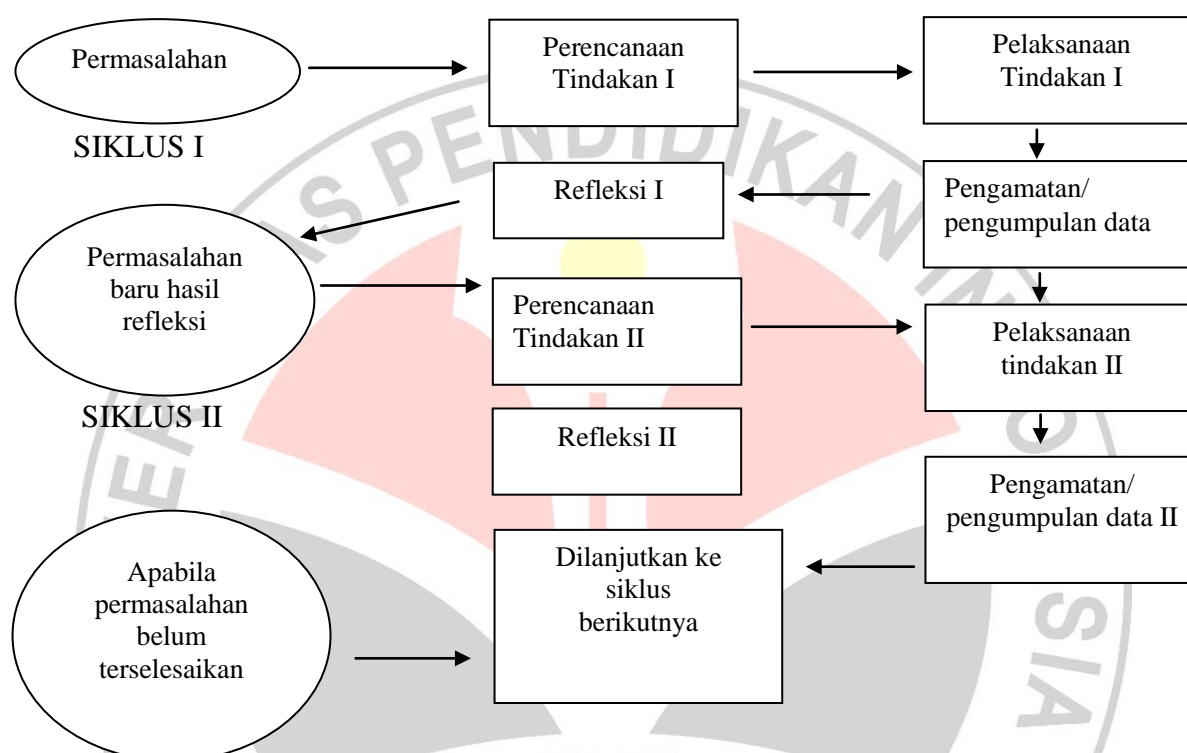 Permasalahan
Perencanaan
Tindakan I
Pelaksanaan
Tindakan I
SIKLUS I
Refleksi I
Pengamatan/
pengumpulan data
Permasalahan
baru hasil
refleksi
Perencanaan
Tindakan II
Pelaksanaan
tindakan II
SIKLUS II
Refleksi II
Pengamatan/
pengumpulan data II
Apabila
permasalahan
belum
terselesaikan
Dilanjutkan ke
siklus
berikutnya